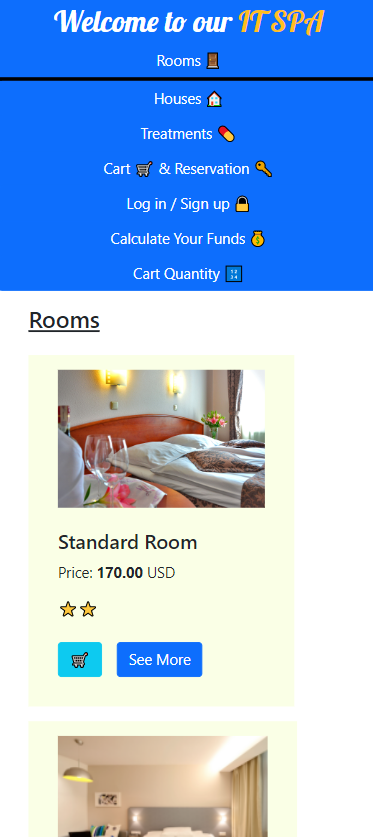 Welcome to our IT SPA
Rooms 🚪
Houses 🏠
Treatments 💊
Cart 🛒 & Reservation 🔑
Log in / Sign up 🔒
Calculate Your Funds 💰
Cart Quantity 🔢
Rooms
Standard Room
Price: 170.00 USD
⭐⭐
🛒 See More